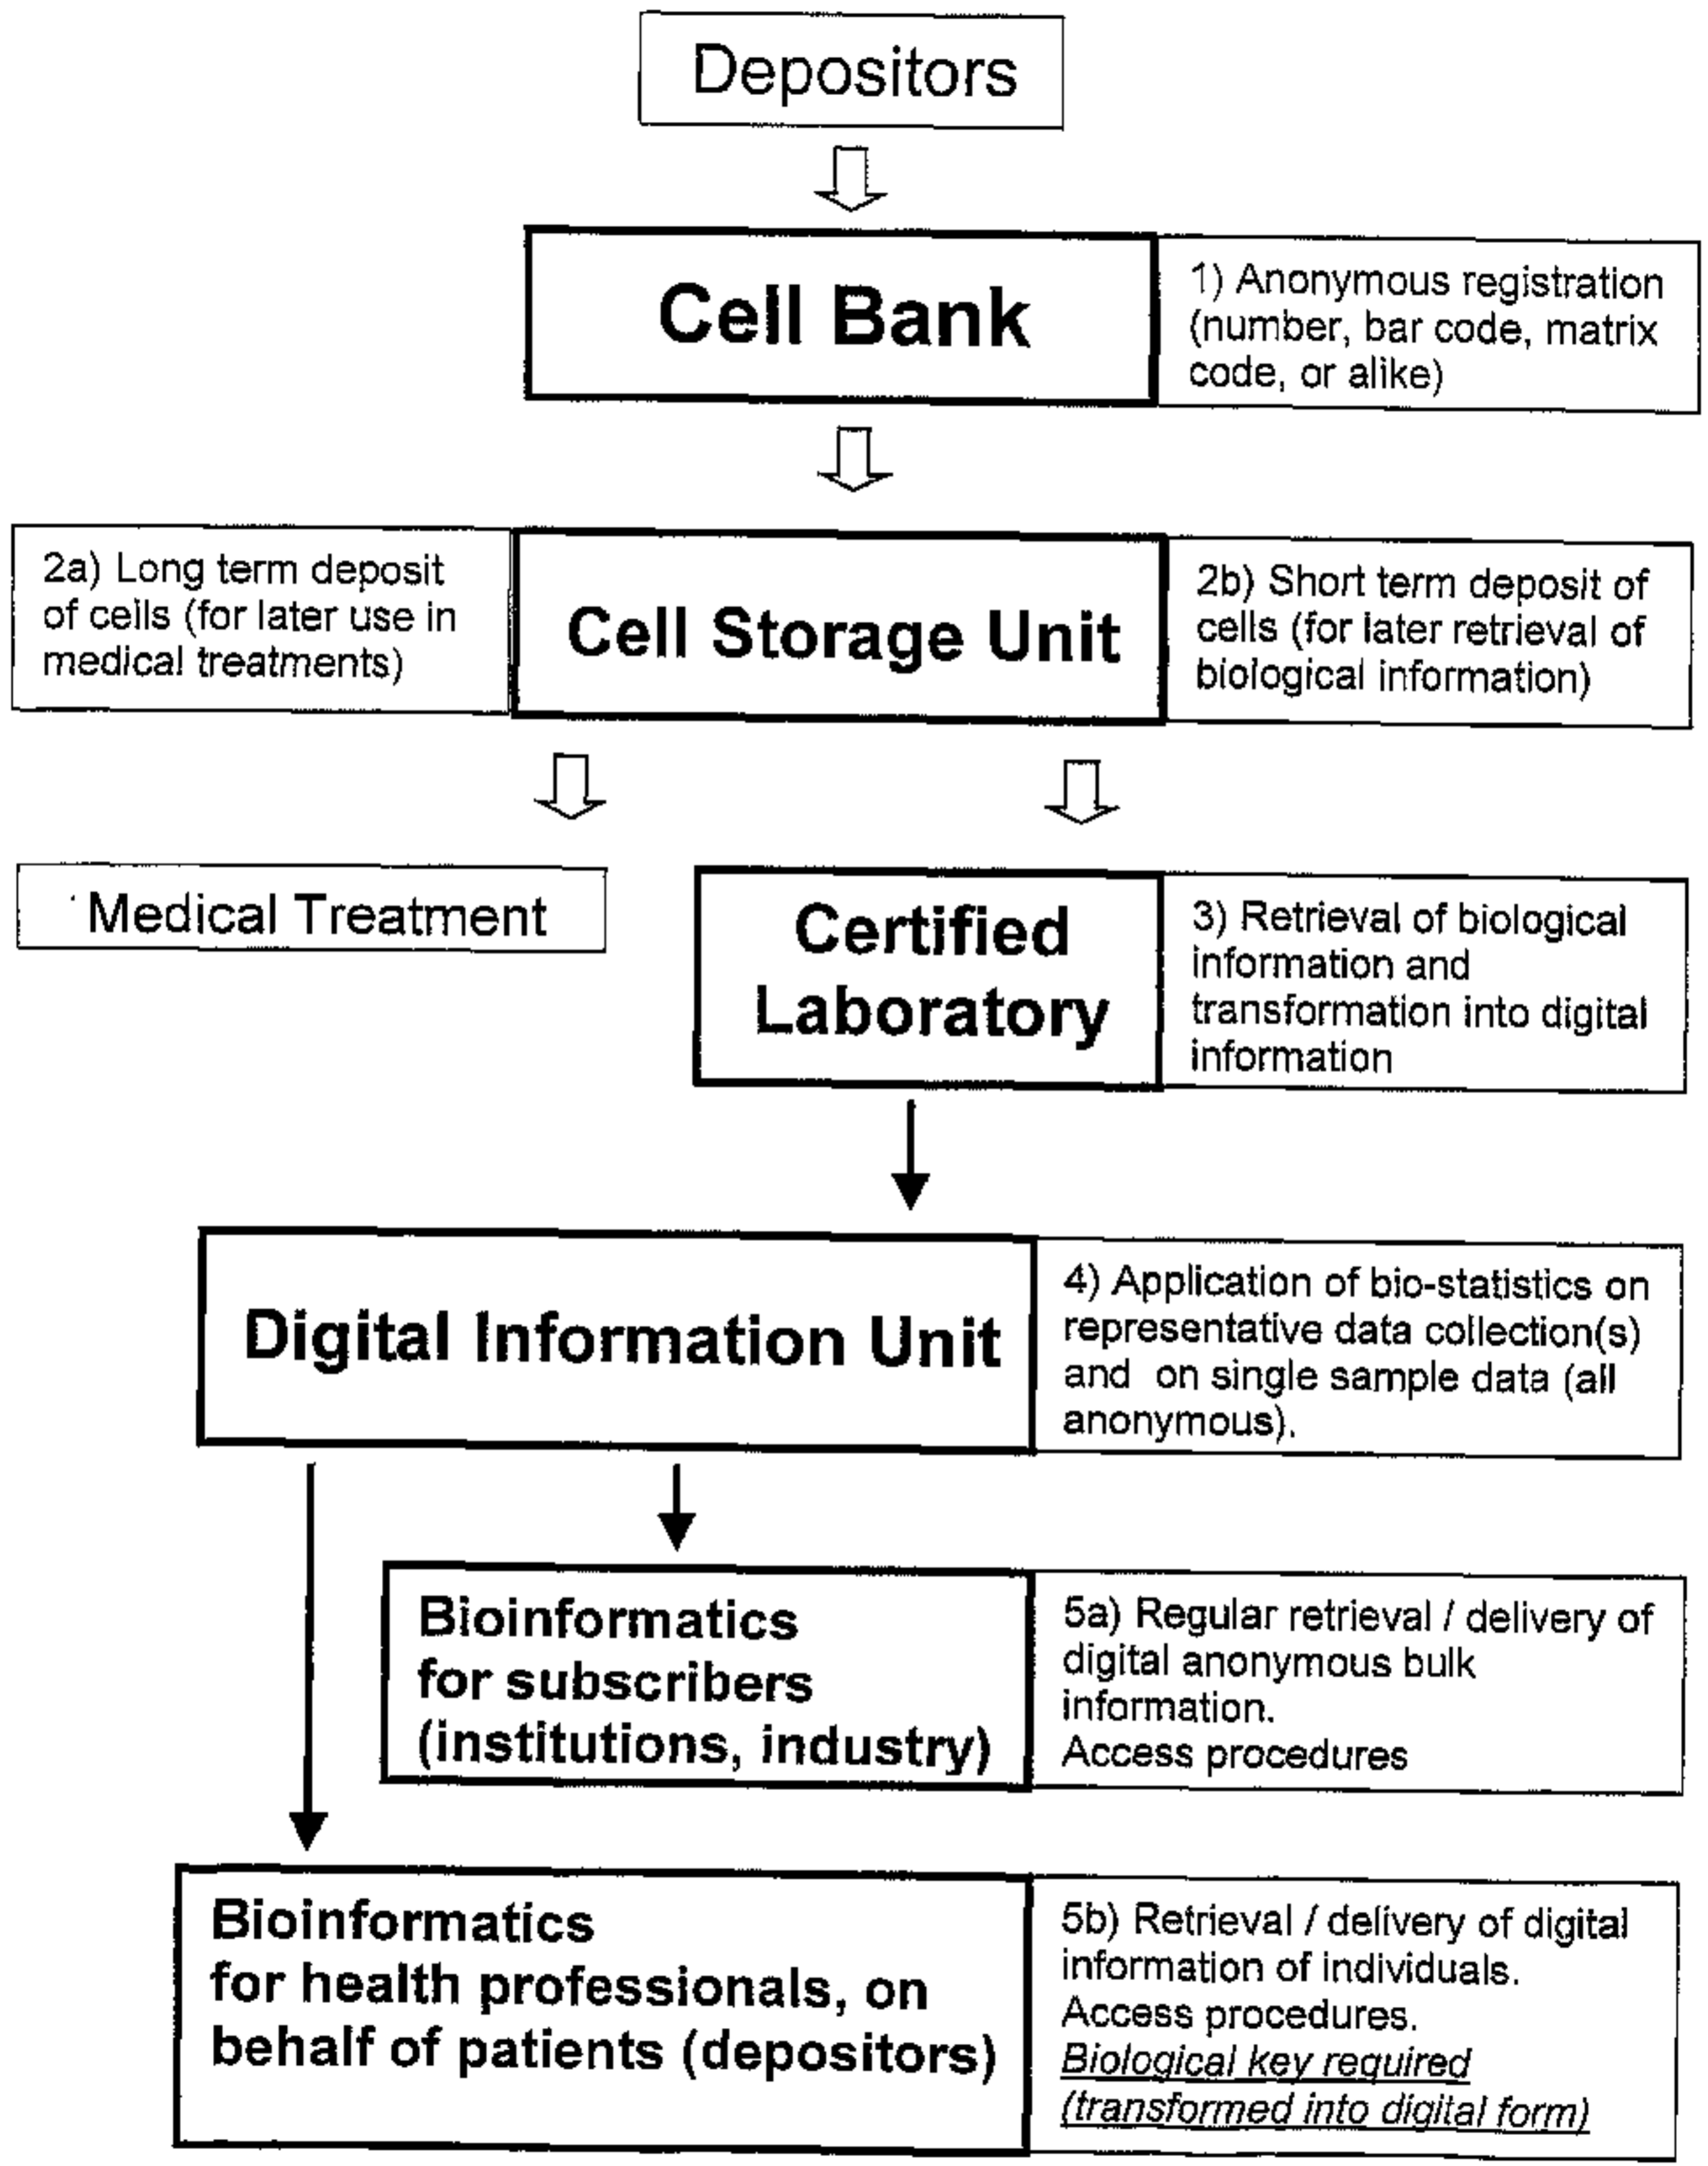 Depositors
Cell Bank
1) Anonymous registration
(number, bar code, matrix
code, or alike)
2a) Long term deposit
of cells (for later use in
medical treatments)
Cell Storage Unit
2b) Short term deposit of
cells (for later retrieval of
biological information)
Medical Treatment
Certified
Laboratory
3) Retrieval of biological
information and
transformation into digital
information
Digital Information Unit
4) Application of bio-statistics on
representative data collection(s)
and on single sample data (all
anonymous).
Bioinformatics
for subscribers
(institutions, industry)
5a) Regular retrieval / delivery of
digital anonymous bulk
information.
Access procedures
Bioinformatics
for health professionals, on
behalf of patients (depositors)
5b) Retrieval / delivery of digital
information of individuals.
Access procedures.
Biological key required
(transformed into digital form)